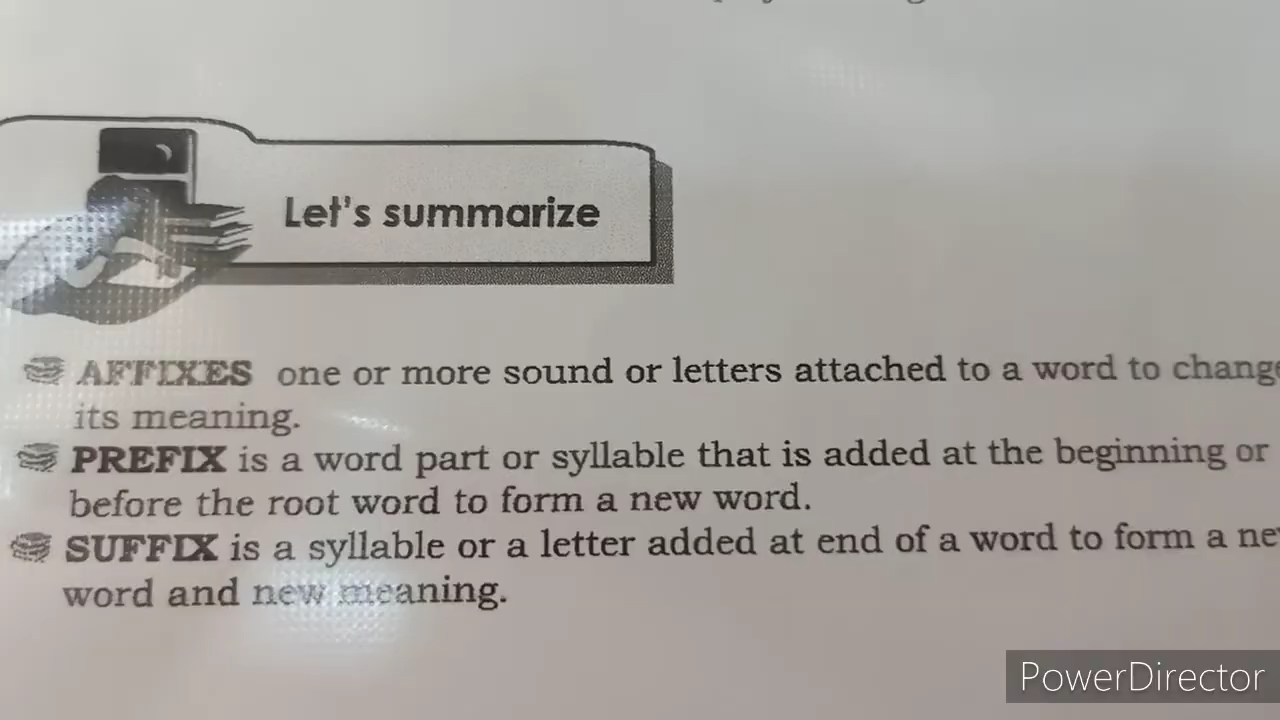 Let's summarize
AFFIXES one or more sound or letters attached to a word to change
its meaning.
PREFIX is a word part or syllable that is added at the beginning or
before the root word to form a new word.
SUFFIX is a syllable or a letter added at end of a word to form a
word and new meaning.
PowerDirector